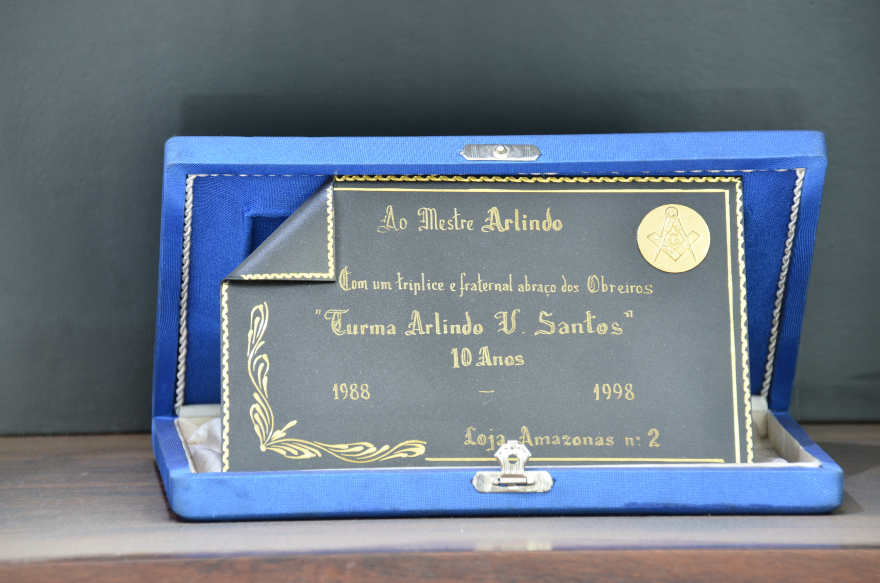 Ao Mestre Arlindo
Com um tríplice e fraternal abraço dos Obreiros
"Turma Arlindo V. Santos"
10 Anos
1988 — 1998
Loja Amazonas nº 2